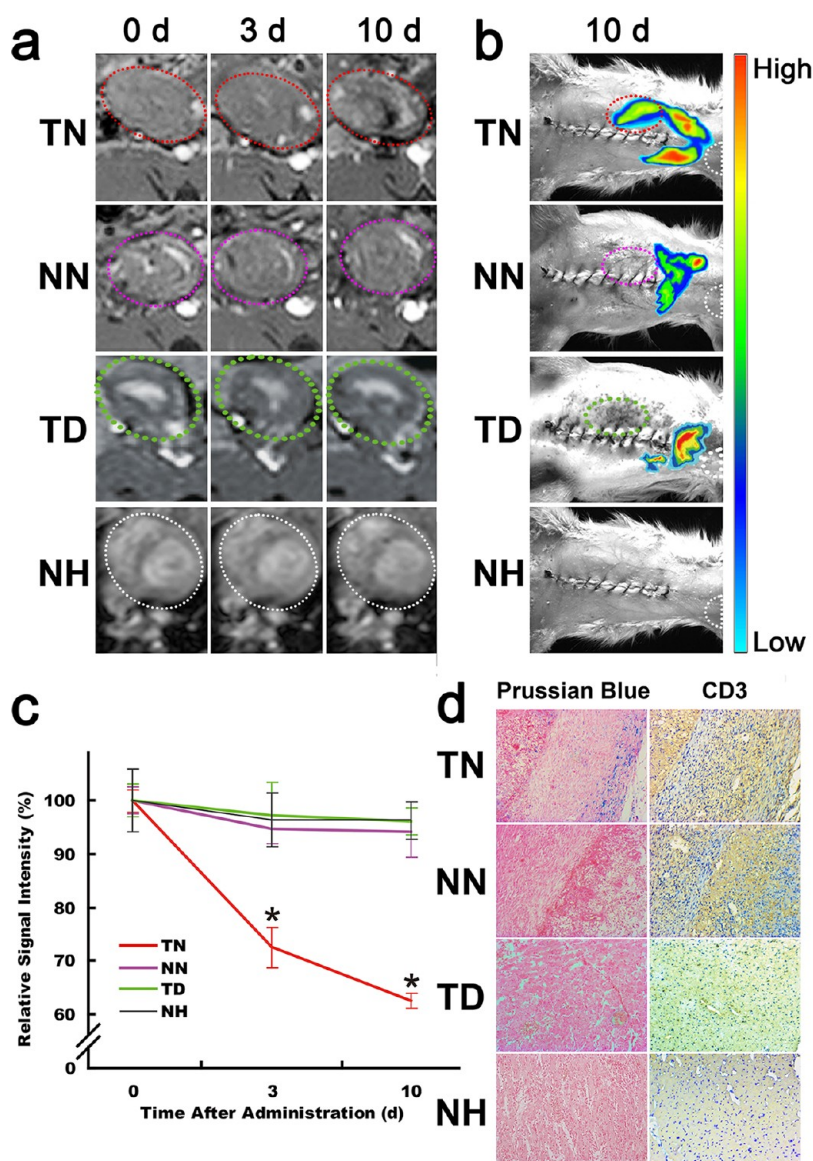 a 0 d 3 d 10 d
TN
NN
TD
NH
b 10 d
TN
NN
TD
NH
High
Low
c
Relative Signal Intensity (%)
100
90
80
70
60
0
* *
TN
NN
TD
NH
0 3 10
Time After Administration (d)
d Prussian Blue CD3
TN
NN
TD
NH